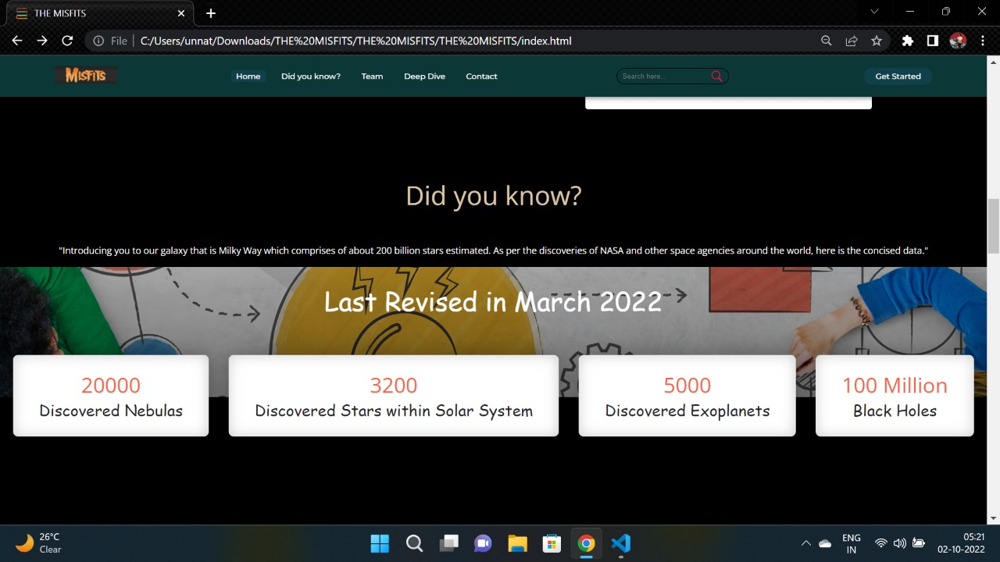 THE MISFITS
File
C:/Users/unnat/Downloads/THE%20MISFITS/THE%20MISFITS/THE%20MISFITS/index.html
MISFITS
Home Did you know? Team Deep Dive Contact
Search here...
Get Started
Did you know?
"Introducing you to our galaxy that is Milky Way which comprises of about 200 billion stars estimated. As per the discoveries of NASA and other space agencies around the world, here is the concised data."
Last Revised in March 2022
20000
Discovered Nebulas
3200
Discovered Stars within Solar System
5000
Discovered Exoplanets
100 Million
Black Holes
26°C
Clear
ENG
IN
05:21
02-10-2022